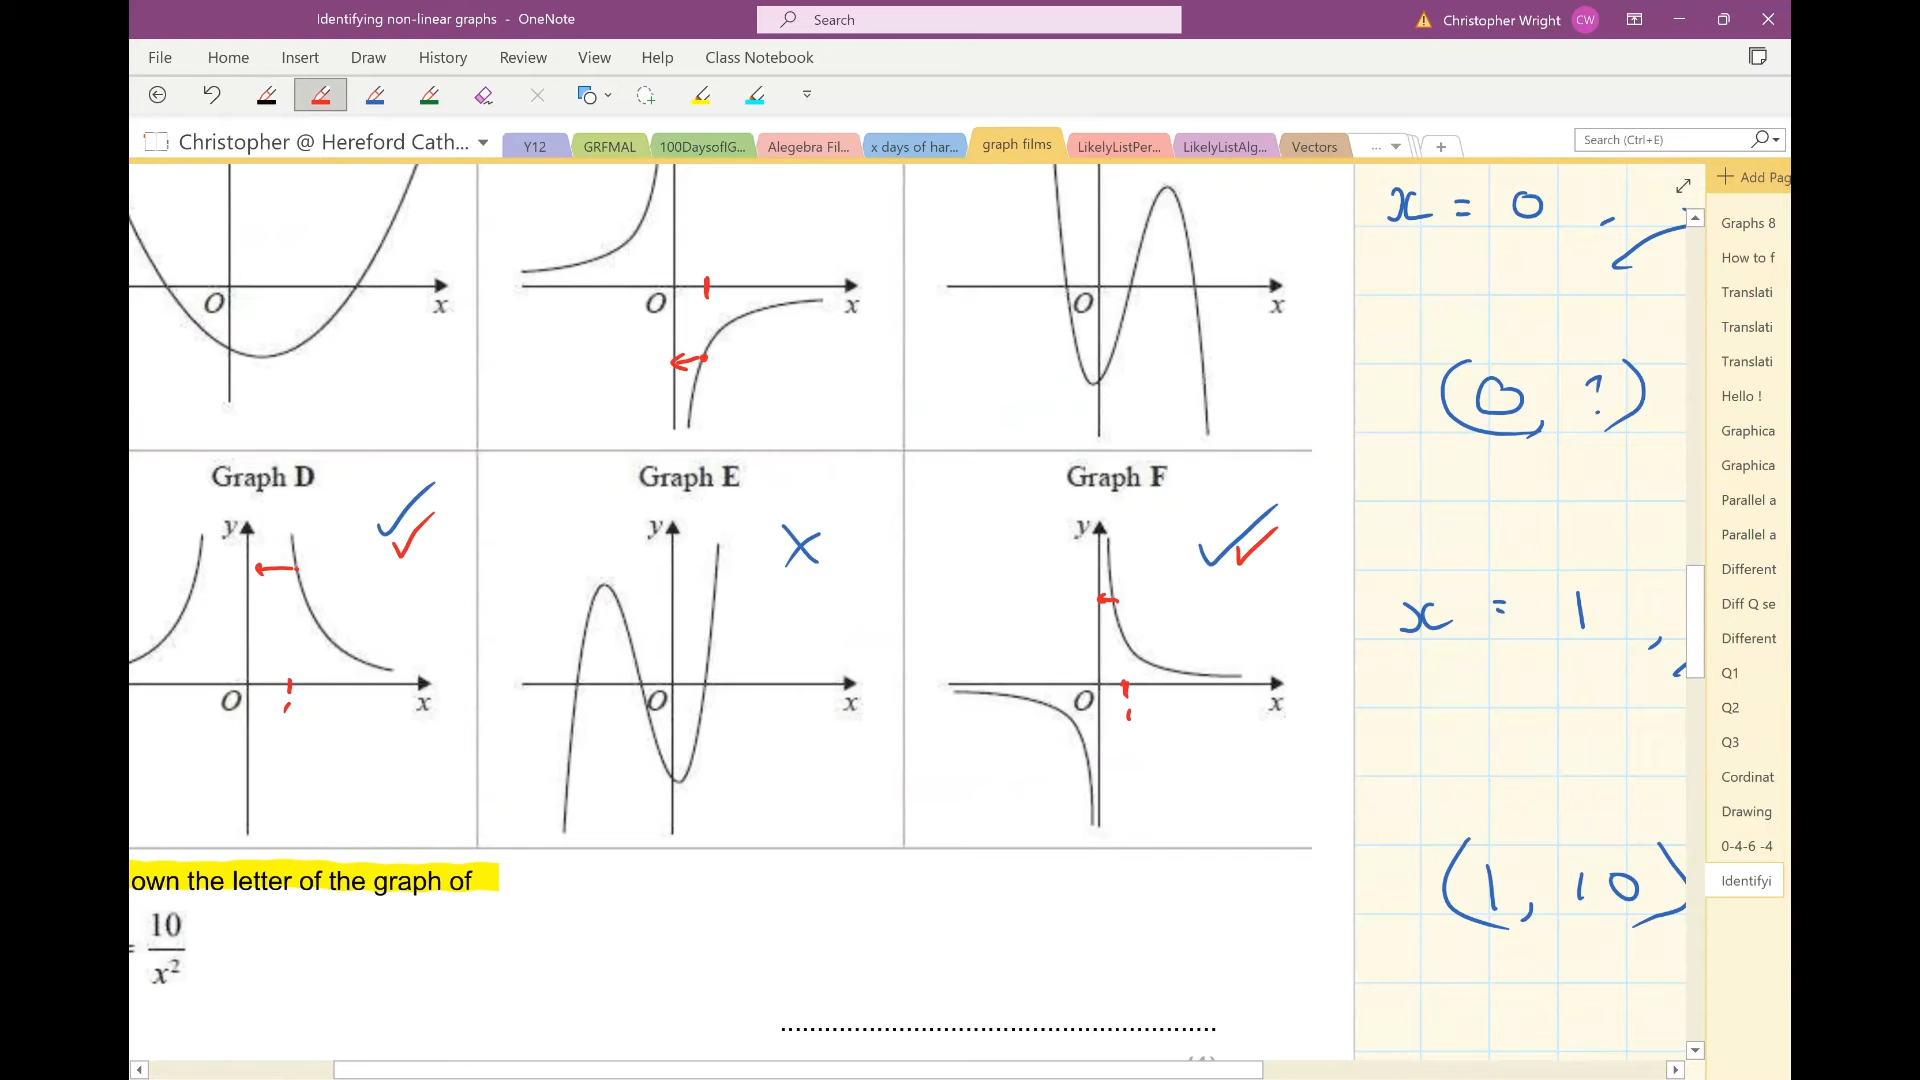 Identifying non-linear graphs - OneNote
Search
Christopher Wright
CW
File Home Insert Draw History Review View Help Class Notebook
Christopher @ Hereford Cath...
Y12
GRFMAL
100DaysofIG...
Alegebra Fil...
x days of har...
graph films
LikelyListPer...
LikelyListAlg...
Vectors
...
Search (Ctrl+E)
Add Pag
Graphs 8
How to f
Translati
Translati
Translati
Hello !
Graphica
Graphica
Parallel a
Parallel a
Different
Diff Q se
Different
Q1
Q2
Q3
Cordinat
Drawing
0-4-6 -4
Identifyi
O x
O x
O x
Graph D
Graph E
Graph F
y
y
y
O x
O x
O x
own the letter of the graph of
= 10/x²
x = 0 ,
(0, ?)
x = 1 ,
(1, 10)